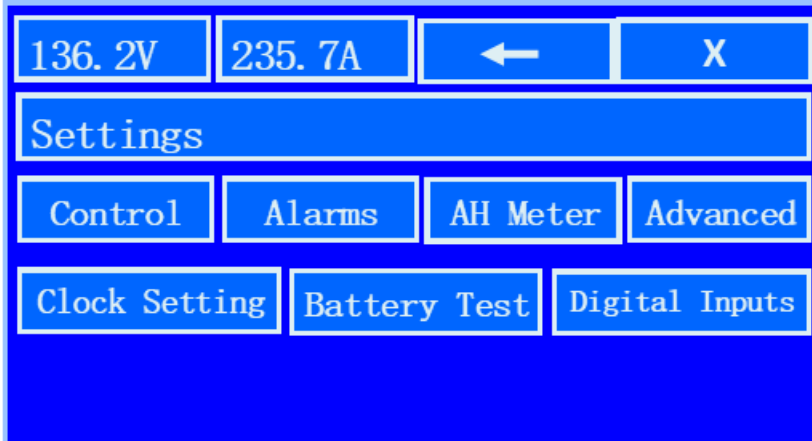 136.2V 235.7A ← X
Settings
Control Alarms AH Meter Advanced
Clock Setting Battery Test Digital Inputs